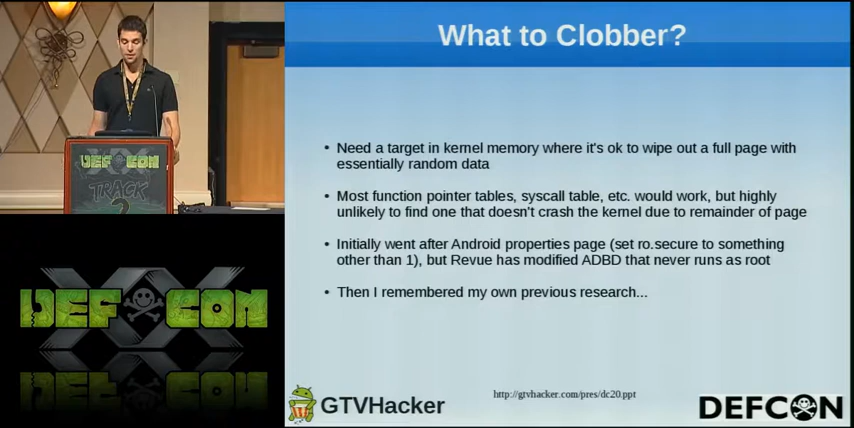 What to Clobber?
• Need a target in kernel memory where it's ok to wipe out a full page with
essentially random data
• Most function pointer tables, syscall table, etc. would work, but highly
unlikely to find one that doesn't crash the kernel due to remainder of page
• Initially went after Android properties page (set ro.secure to something
other than 1), but Revue has modified ADBD that never runs as root
• Then I remembered my own previous research...
DEF CON
TRACK
2
DEF CON
XX
GTVHacker
http://gtvhacker.com/pres/dc20.ppt
DEFCON